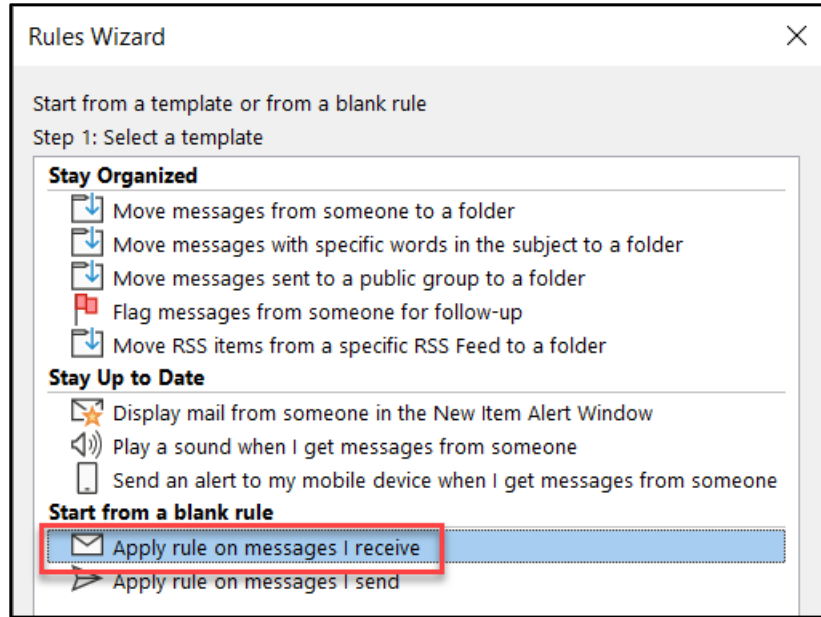 Rules Wizard
Start from a template or from a blank rule
Step 1: Select a template
Stay Organized
Move messages from someone to a folder
Move messages with specific words in the subject to a folder
Move messages sent to a public group to a folder
Flag messages from someone for follow-up
Move RSS items from a specific RSS Feed to a folder
Stay Up to Date
Display mail from someone in the New Item Alert Window
Play a sound when I get messages from someone
Send an alert to my mobile device when I get messages from someone
Start from a blank rule
Apply rule on messages I receive
Apply rule on messages I send